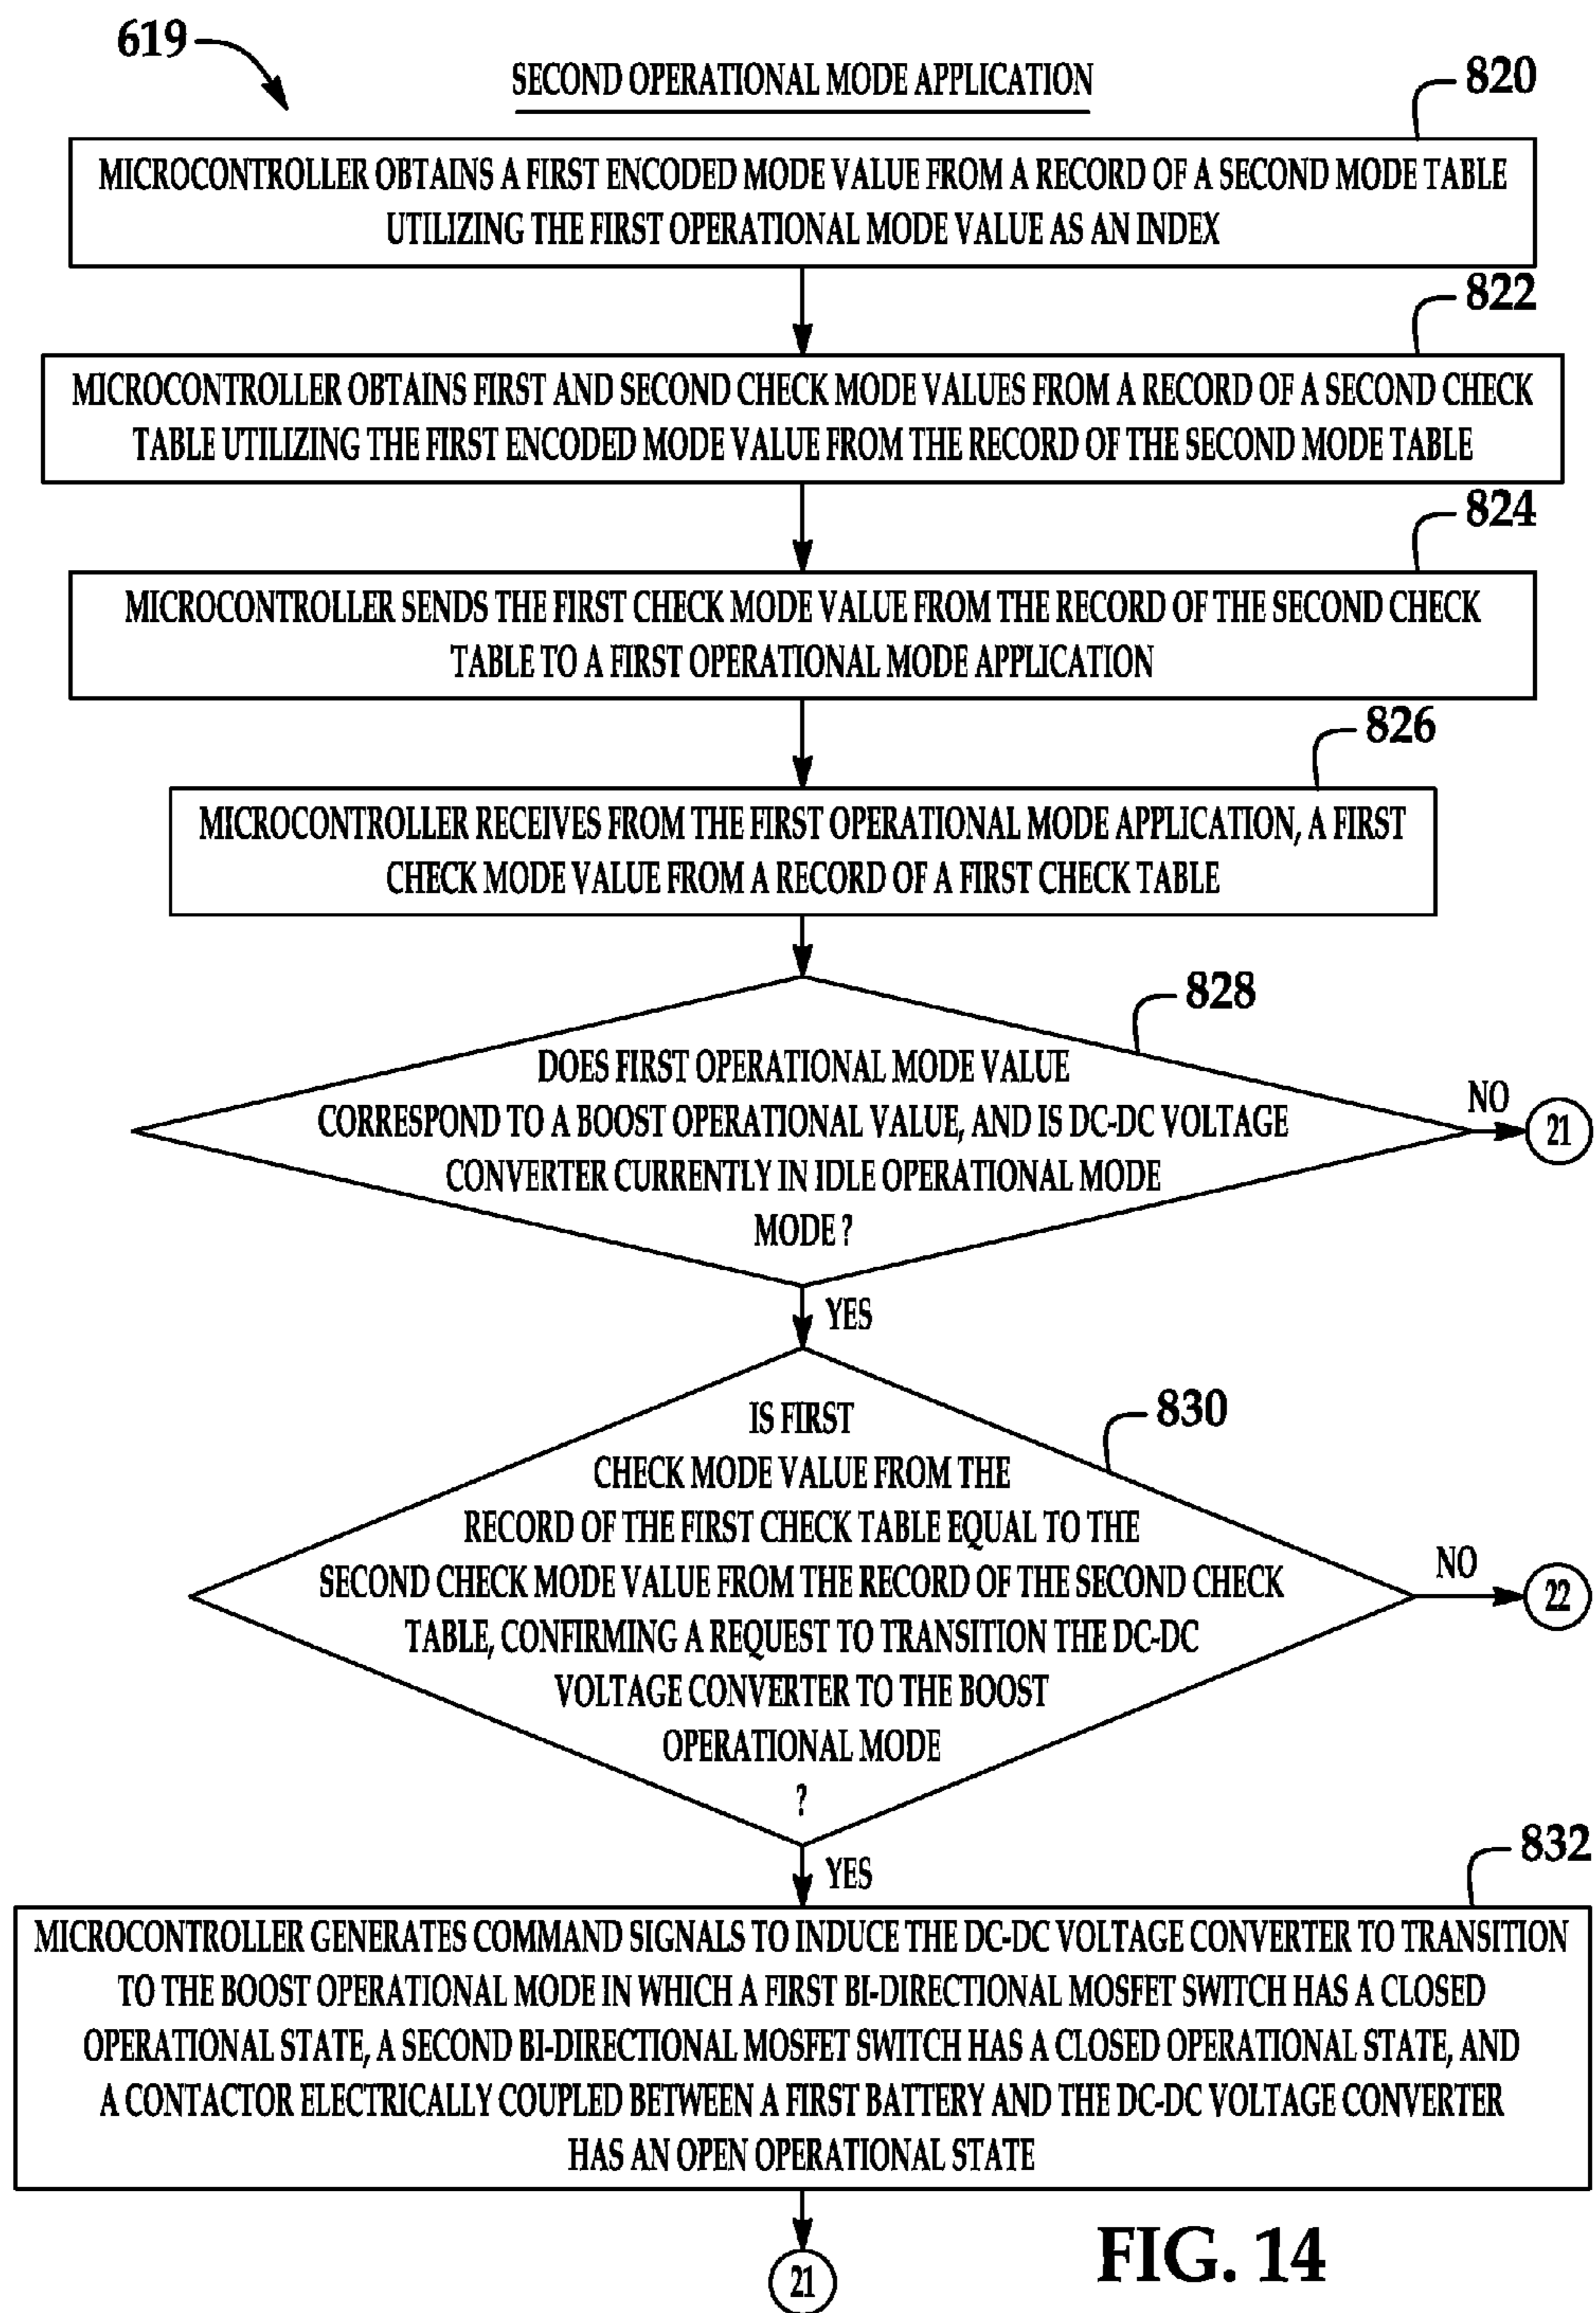 619
SECOND OPERATIONAL MODE APPLICATION
820
MICROCONTROLLER OBTAINS A FIRST ENCODED MODE VALUE FROM A RECORD OF A SECOND MODE TABLE
UTILIZING THE FIRST OPERATIONAL MODE VALUE AS AN INDEX
822
MICROCONTROLLER OBTAINS FIRST AND SECOND CHECK MODE VALUES FROM A RECORD OF A SECOND CHECK
TABLE UTILIZING THE FIRST ENCODED MODE VALUE FROM THE RECORD OF THE SECOND MODE TABLE
824
MICROCONTROLLER SENDS THE FIRST CHECK MODE VALUE FROM THE RECORD OF THE SECOND CHECK
TABLE TO A FIRST OPERATIONAL MODE APPLICATION
826
MICROCONTROLLER RECEIVES FROM THE FIRST OPERATIONAL MODE APPLICATION, A FIRST
CHECK MODE VALUE FROM A RECORD OF A FIRST CHECK TABLE
828
DOES FIRST OPERATIONAL MODE VALUE
CORRESPOND TO A BOOST OPERATIONAL VALUE, AND IS DC-DC VOLTAGE
CONVERTER CURRENTLY IN IDLE OPERATIONAL MODE
MODE ?
NO
21
YES
830
IS FIRST
CHECK MODE VALUE FROM THE
RECORD OF THE FIRST CHECK TABLE EQUAL TO THE
SECOND CHECK MODE VALUE FROM THE RECORD OF THE SECOND CHECK
TABLE, CONFIRMING A REQUEST TO TRANSITION THE DC-DC
VOLTAGE CONVERTER TO THE BOOST
OPERATIONAL MODE
?
NO
22
YES
832
MICROCONTROLLER GENERATES COMMAND SIGNALS TO INDUCE THE DC-DC VOLTAGE CONVERTER TO TRANSITION
TO THE BOOST OPERATIONAL MODE IN WHICH A FIRST BI-DIRECTIONAL MOSFET SWITCH HAS A CLOSED
OPERATIONAL STATE, A SECOND BI-DIRECTIONAL MOSFET SWITCH HAS A CLOSED OPERATIONAL STATE, AND
A CONTACTOR ELECTRICALLY COUPLED BETWEEN A FIRST BATTERY AND THE DC-DC VOLTAGE CONVERTER
HAS AN OPEN OPERATIONAL STATE
21
FIG. 14